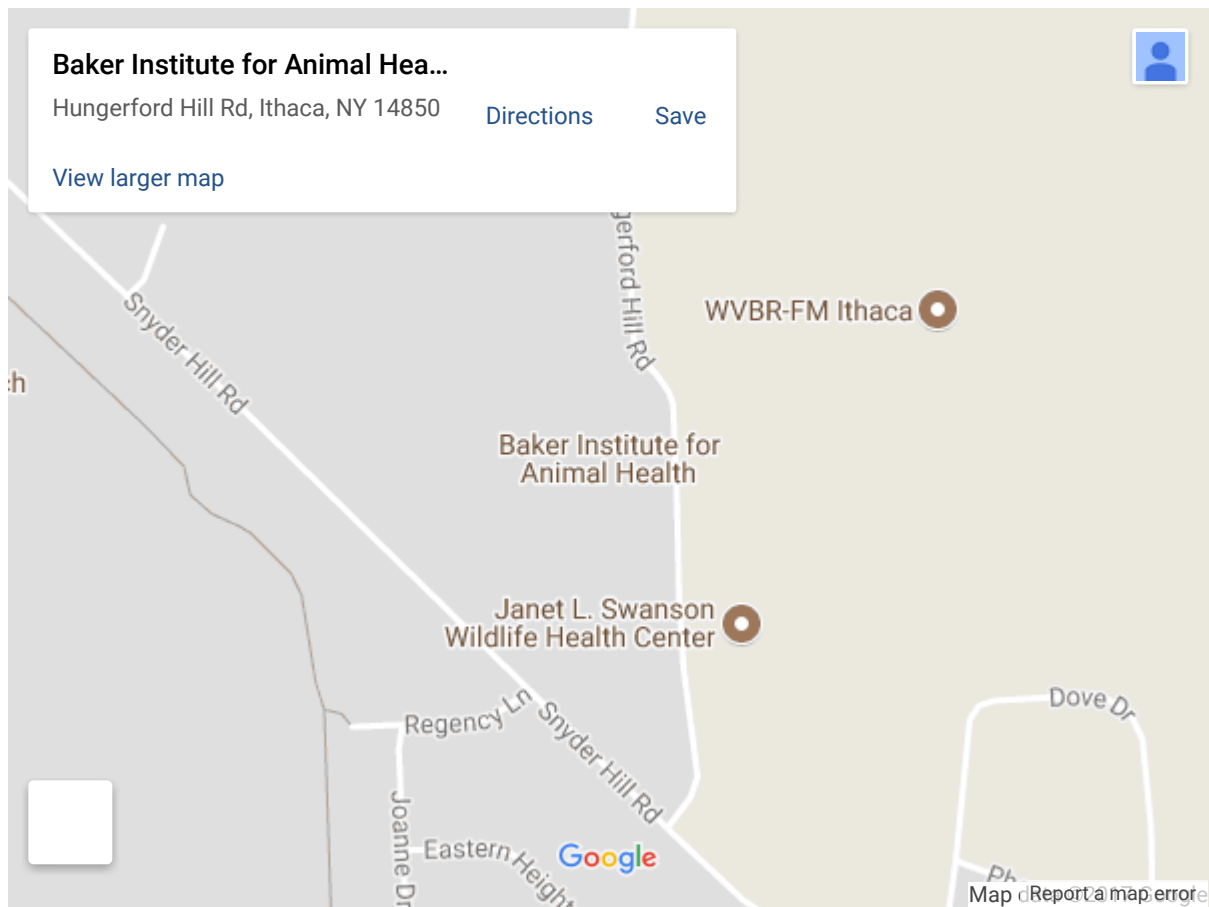 Baker Institute for Animal Hea...
Hungerford Hill Rd, Ithaca, NY 14850
Directions
Save
View larger map
gerford Hill Rd
WVBR-FM Ithaca
Snyder Hill Rd
Baker Institute for
Animal Health
Janet L. Swanson
Wildlife Health Center
Regency Ln
Snyder Hill Rd
Dove Dr
Joanne Dr
Eastern Height
Google
Map
Report a map error